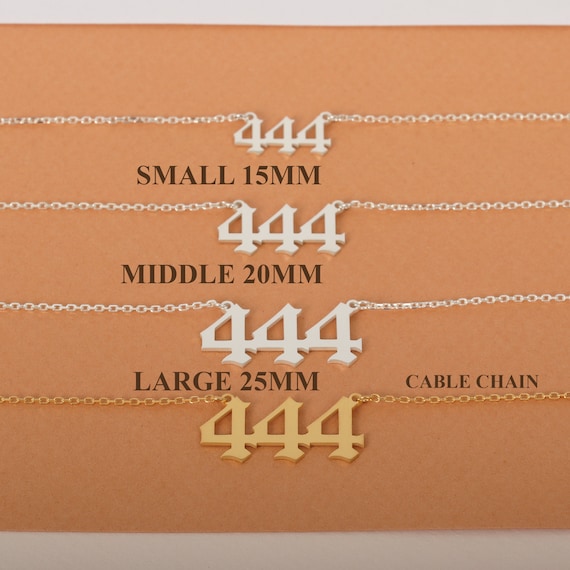 444
SMALL 15MM
444
MIDDLE 20MM
444
LARGE 25MM
CABLE CHAIN
444